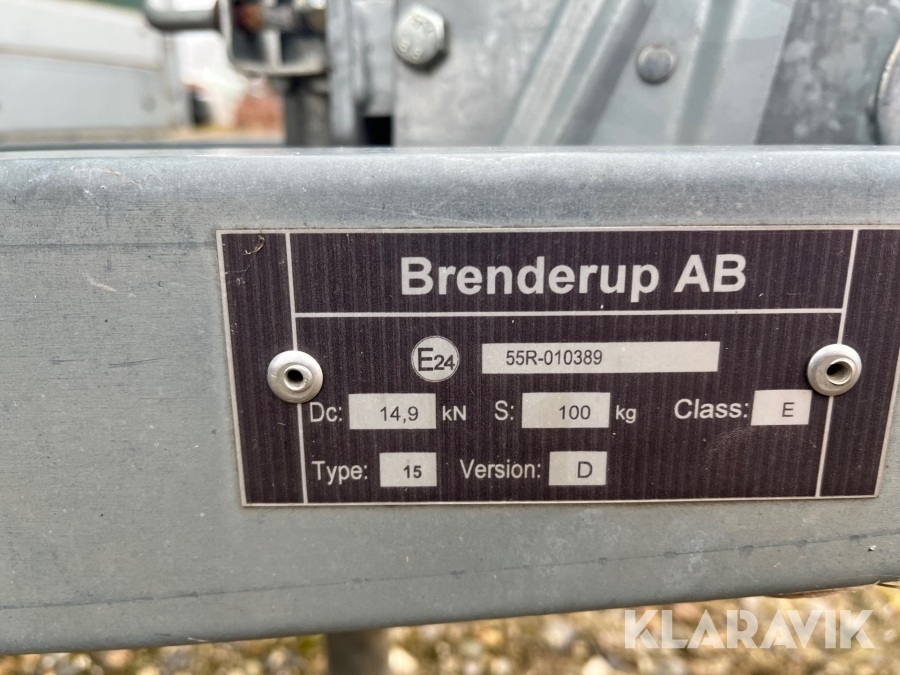 Brenderup AB
E24 55R-010389
Dc: 14,9 kN S: 100 kg Class: E
Type: 15 Version: D
KLARAVIK